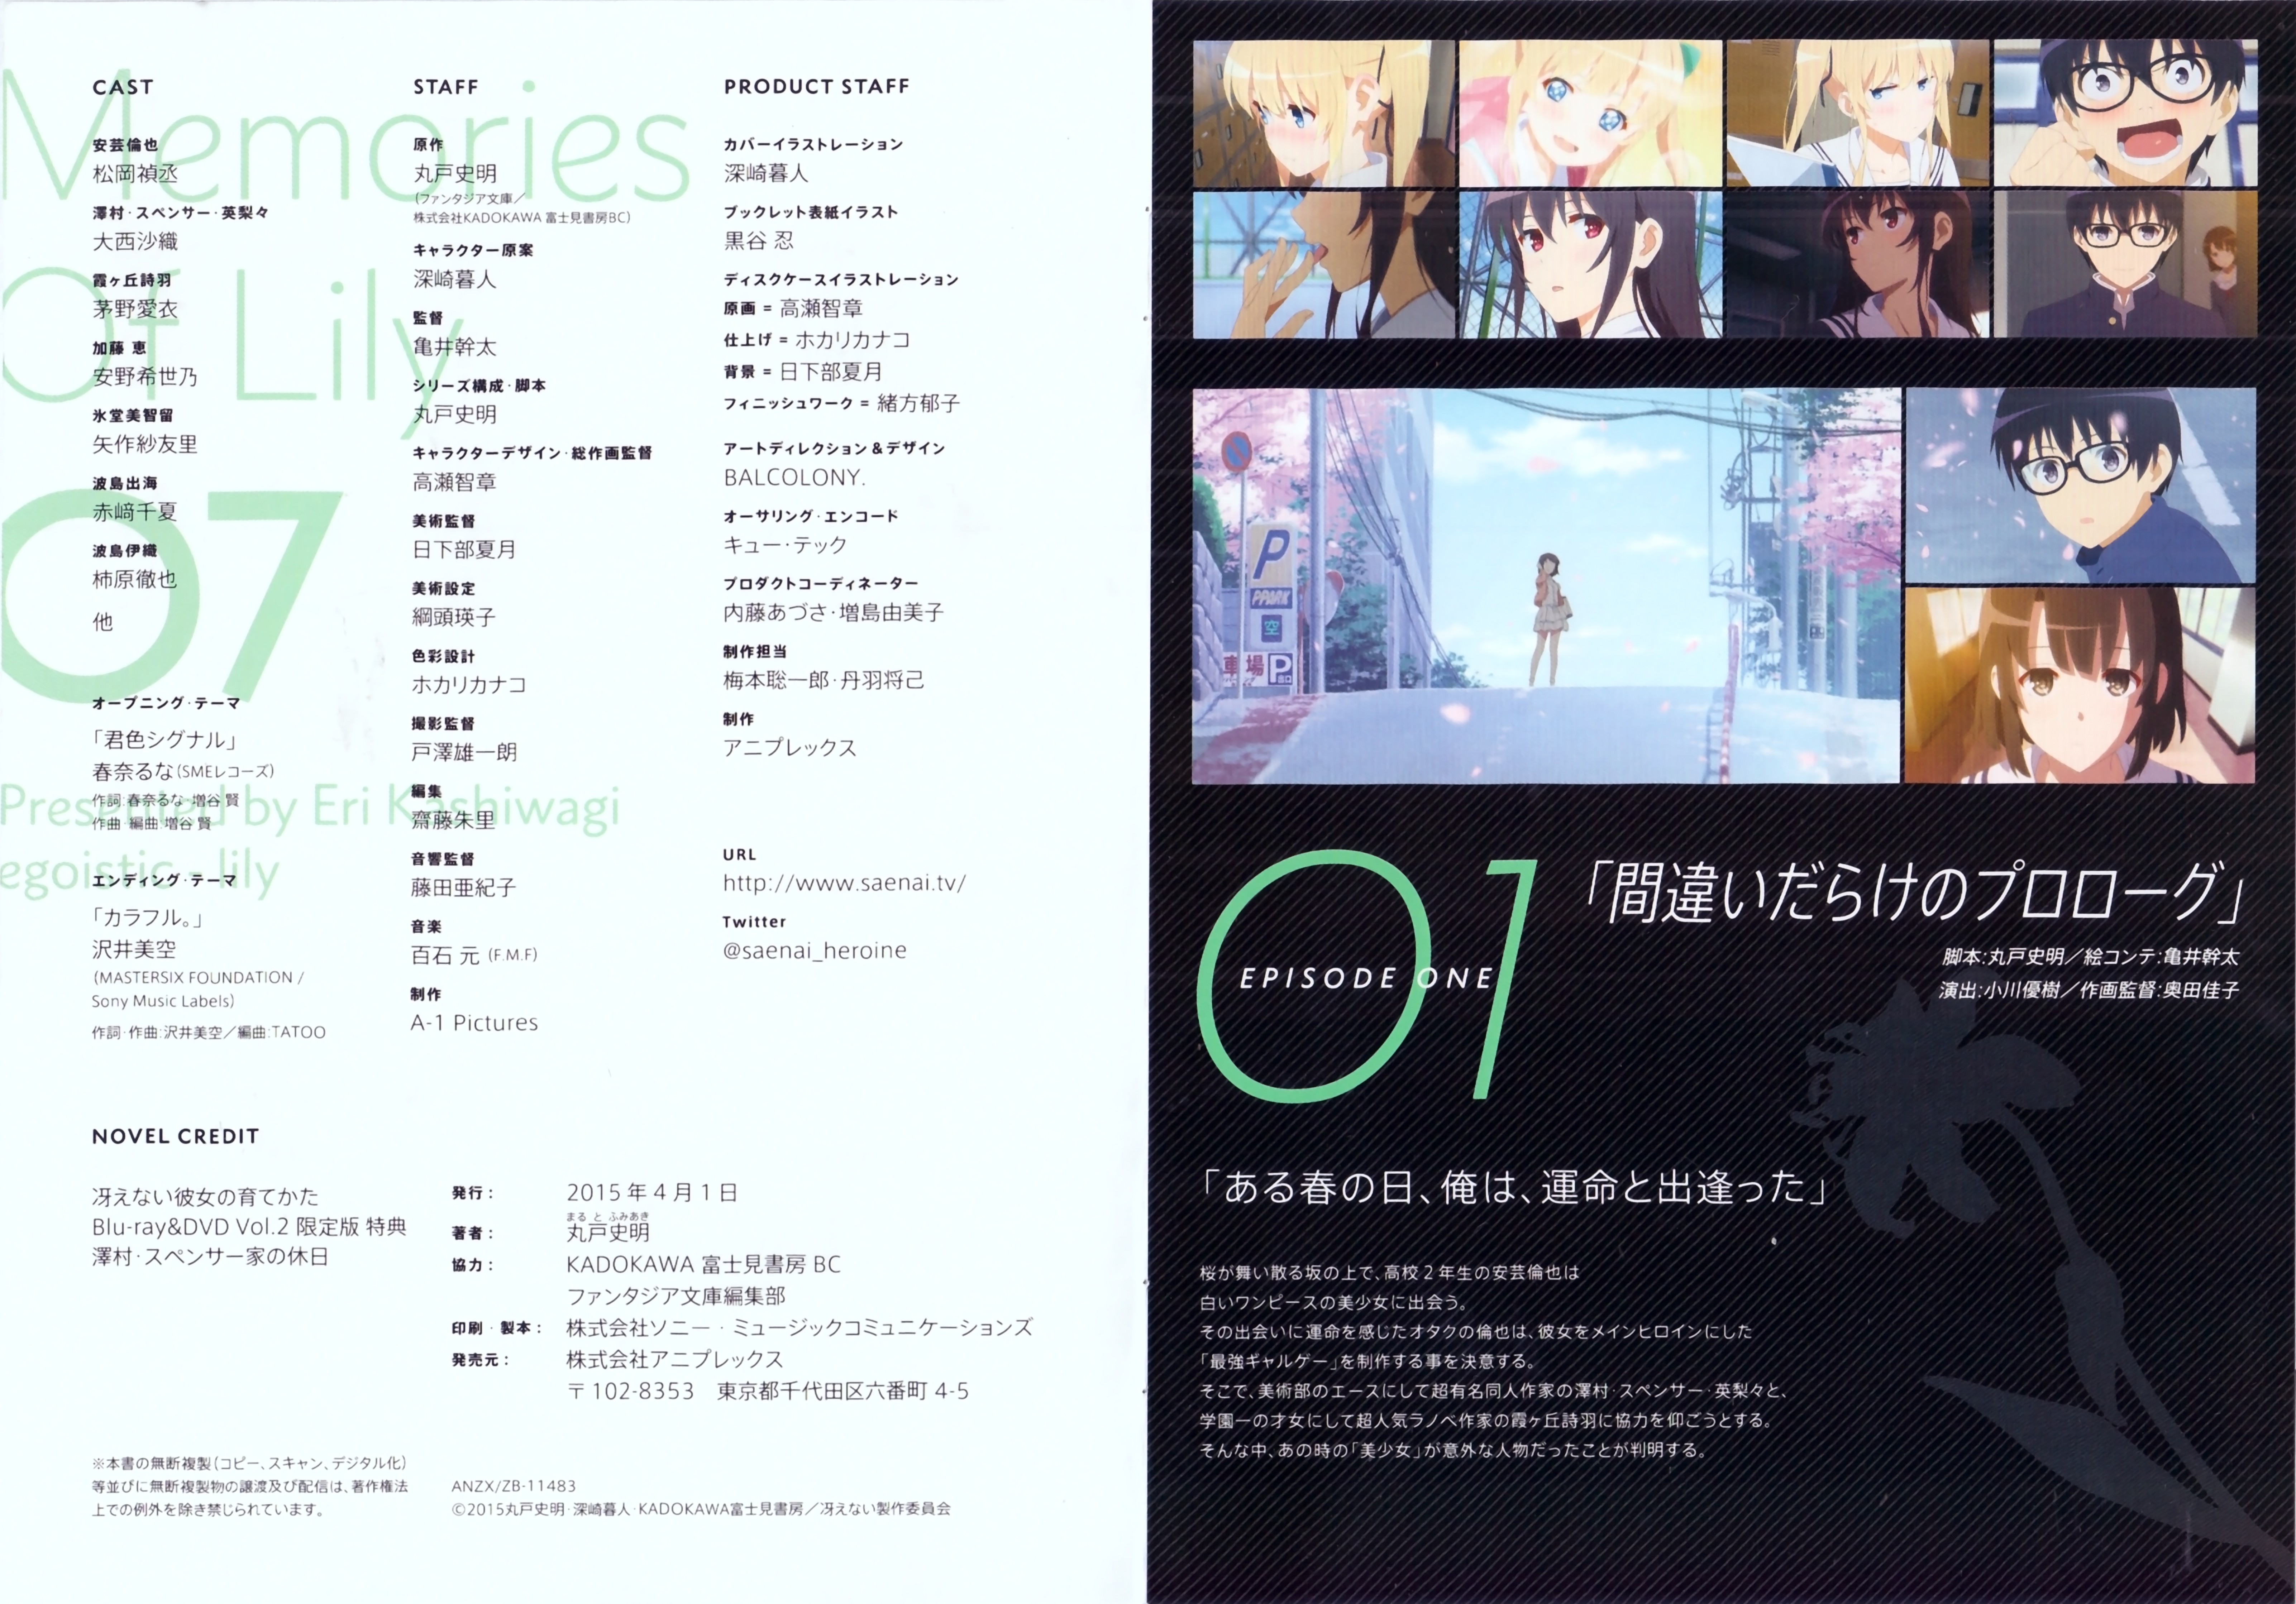 Memories
Of Lily
07
Presented by Eri Kashiwagi
egoistic - lily
CAST
安芸倫也
松岡禎丞
澤村・スペンサー・英梨々
大西沙織
霞ヶ丘詩羽
茅野愛衣
加藤 恵
安野希世乃
氷堂美智留
矢作紗友里
波島出海
赤﨑千夏
波島伊織
柿原徹也
他
オープニング・テーマ
「君色シグナル」
春奈るな(SMEレコーズ)
作詞:春奈るな・増谷 賢
作曲・編曲:増谷 賢
エンディング・テーマ
「カラフル。」
沢井美空
(MASTERSIX FOUNDATION /
Sony Music Labels)
作詞・作曲:沢井美空／編曲:TATOO
STAFF
原作
丸戸史明
(ファンタジア文庫／
株式会社KADOKAWA 富士見書房BC)
キャラクター原案
深崎暮人
監督
亀井幹太
シリーズ構成・脚本
丸戸史明
キャラクターデザイン・総作画監督
高瀬智章
美術監督
日下部夏月
美術設定
綱頭瑛子
色彩設計
ホカリカナコ
撮影監督
戸澤雄一朗
編集
齋藤朱里
音響監督
藤田亜紀子
音楽
百石 元 (F.M.F)
制作
A-1 Pictures
PRODUCT STAFF
カバーイラストレーション
深崎暮人
ブックレット表紙イラスト
黒谷 忍
ディスクケースイラストレーション
原画 = 高瀬智章
仕上げ = ホカリカナコ
背景 = 日下部夏月
フィニッシュワーク = 緒方郁子
アートディレクション&デザイン
BALCOLONY.
オーサリング・エンコード
キュー・テック
プロダクトコーディネーター
内藤あづさ・増島由美子
制作担当
梅本聡一郎・丹羽将己
制作
アニプレックス
URL
http://www.saenai.tv/
Twitter
@saenai_heroine
NOVEL CREDIT
冴えない彼女の育てかた
Blu-ray&DVD Vol.2 限定版 特典
澤村・スペンサー家の休日
発行： 2015年4月1日
まる と ふみあき
著者： 丸戸史明
協力： KADOKAWA 富士見書房 BC
ファンタジア文庫編集部
印刷・製本： 株式会社ソニー・ミュージックコミュニケーションズ
発売元： 株式会社アニプレックス
〒102-8353 東京都千代田区六番町 4-5
※本書の無断複製(コピー、スキャン、デジタル化)
等並びに無断複製物の譲渡及び配信は、著作権法
上での例外を除き禁じられています。
ANZX/ZB-11483
©2015丸戸史明・深崎暮人・KADOKAWA富士見書房／冴えない製作委員会
P
PPARK
空
車場P
出口
01
EPISODE ONE
「間違いだらけのプロローグ」
脚本:丸戸史明／絵コンテ:亀井幹太
演出:小川優樹／作画監督:奥田佳子
「ある春の日、俺は、運命と出逢った」
桜が舞い散る坂の上で、高校2年生の安芸倫也は
白いワンピースの美少女に出会う。
その出会いに運命を感じたオタクの倫也は、彼女をメインヒロインにした
「最強ギャルゲー」を制作する事を決意する。
そこで、美術部のエースにして超有名同人作家の澤村・スペンサー・英梨々と、
学園一の才女にして超人気ラノベ作家の霞ヶ丘詩羽に協力を仰ごうとする。
そんな中、あの時の「美少女」が意外な人物だったことが判明する。